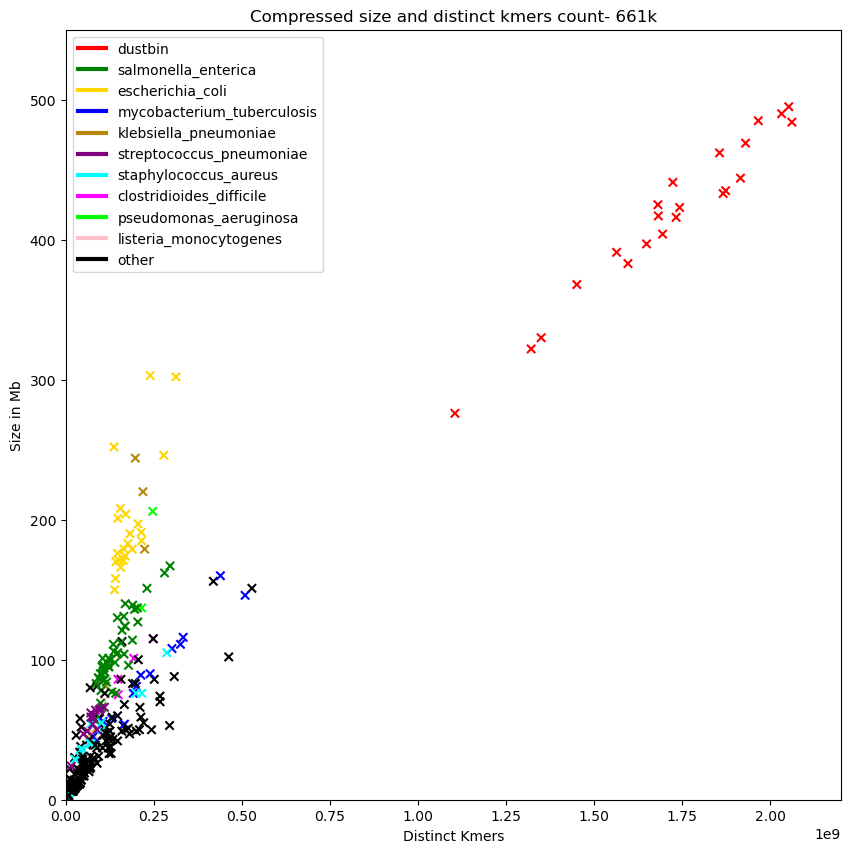 Compressed size and distinct kmers count- 661k
dustbin
salmonella_enterica
escherichia_coli
mycobacterium_tuberculosis
klebsiella_pneumoniae
streptococcus_pneumoniae
staphylococcus_aureus
clostridioides_difficile
pseudomonas_aeruginosa
listeria_monocytogenes
other
500
400
300
200
100
0
Size in Mb
0.00 0.25 0.50 0.75 1.00 1.25 1.50 1.75 2.00
1e9
Distinct Kmers